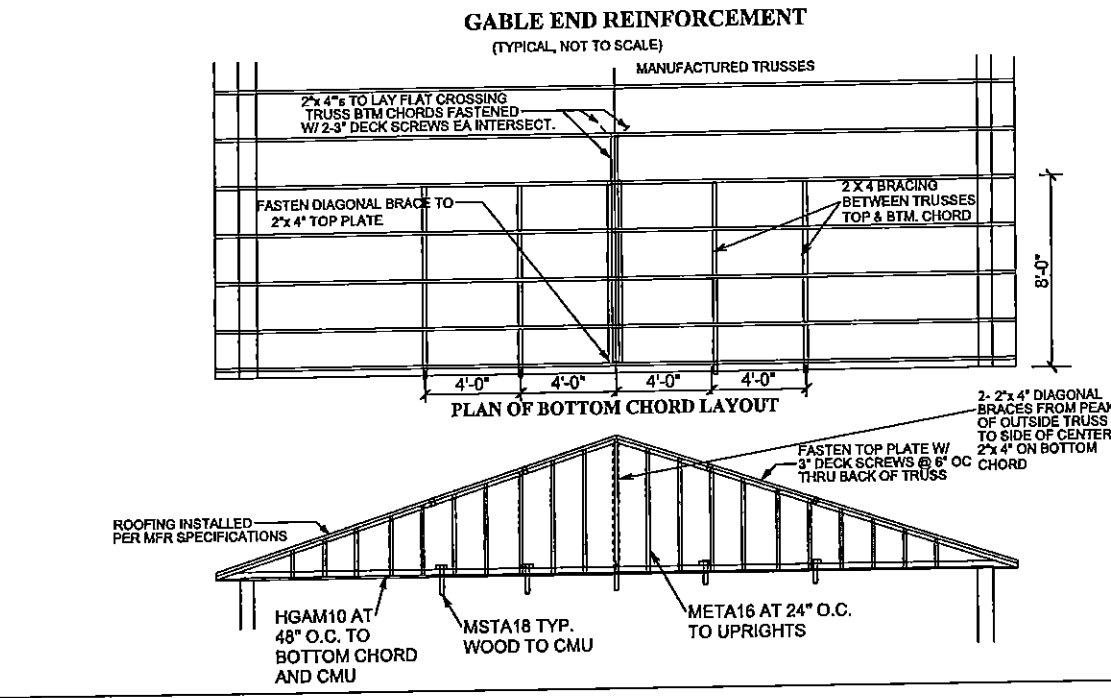 GABLE END REINFORCEMENT
(TYPICAL, NOT TO SCALE)
MANUFACTURED TRUSSES
2"x 4"'s TO LAY FLAT CROSSING
TRUSS BTM CHORDS FASTENED
W/ 2-3" DECK SCREWS EA INTERSECT.
FASTEN DIAGONAL BRACE TO
2"x 4" TOP PLATE
2 X 4 BRACING
BETWEEN TRUSSES
TOP & BTM. CHORD
8'-0"
4'-0"
4'-0"
4'-0"
4'-0"
PLAN OF BOTTOM CHORD LAYOUT
2- 2"x 4" DIAGONAL
BRACES FROM PEAK
OF OUTSIDE TRUSS
TO SIDE OF CENTER
2"x 4" ON BOTTOM
CHORD
FASTEN TOP PLATE W/
3" DECK SCREWS @ 6" OC
THRU BACK OF TRUSS
ROOFING INSTALLED
PER MFR SPECIFICATIONS
HGAM10 AT
48" O.C. TO
BOTTOM CHORD
AND CMU
MSTA18 TYP.
WOOD TO CMU
META16 AT 24" O.C.
TO UPRIGHTS